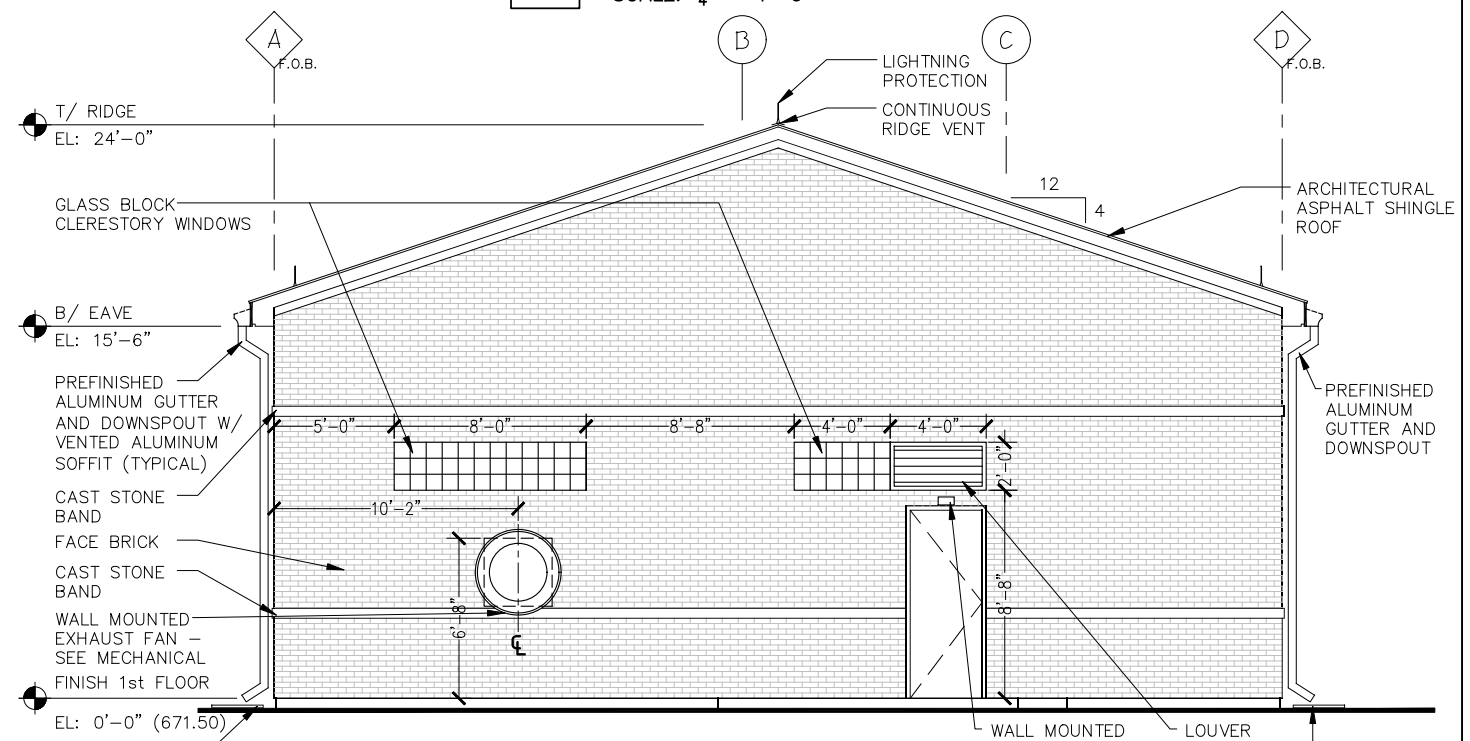 A
B
C
D
F.O.B.
F.O.B.
LIGHTNING
PROTECTION
T/ RIDGE
EL: 24'-0"
CONTINUOUS
RIDGE VENT
12
4
ARCHITECTURAL
ASPHALT SHINGLE
ROOF
GLASS BLOCK
CLERESTORY WINDOWS
B/ EAVE
EL: 15'-6"
PREFINISHED
ALUMINUM GUTTER
AND DOWNSPOUT W/
VENTED ALUMINUM
SOFFIT (TYPICAL)
PREFINISHED
ALUMINUM
GUTTER AND
DOWNSPOUT
5'-0"
8'-0"
8'-8"
4'-0"
4'-0"
2'-0"
CAST STONE
BAND
10'-2"
FACE BRICK
CAST STONE
BAND
6'-8"
8'-8"
WALL MOUNTED
EXHAUST FAN –
SEE MECHANICAL
℄
FINISH 1st FLOOR
EL: 0'-0" (671.50)
WALL MOUNTED
LOUVER